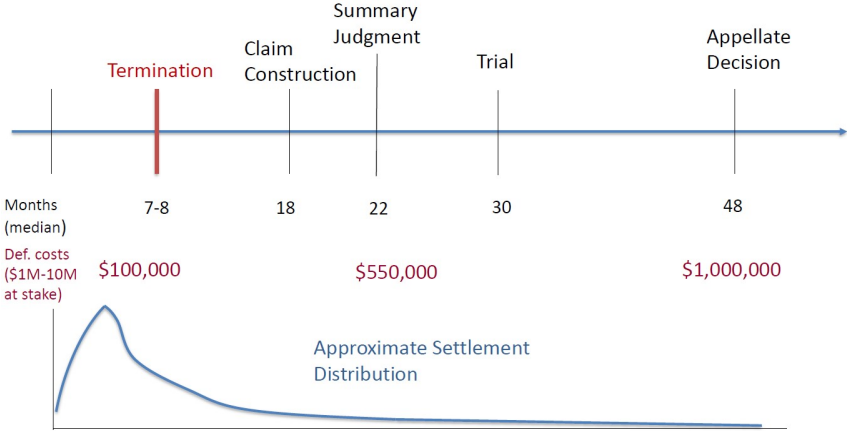 Summary
Judgment
Termination
Claim
Construction
Trial
Appellate
Decision
Months
(median)
7-8
18
22
30
48
Def. costs
($1M-10M
at stake)
$100,000
$550,000
$1,000,000
Approximate Settlement
Distribution